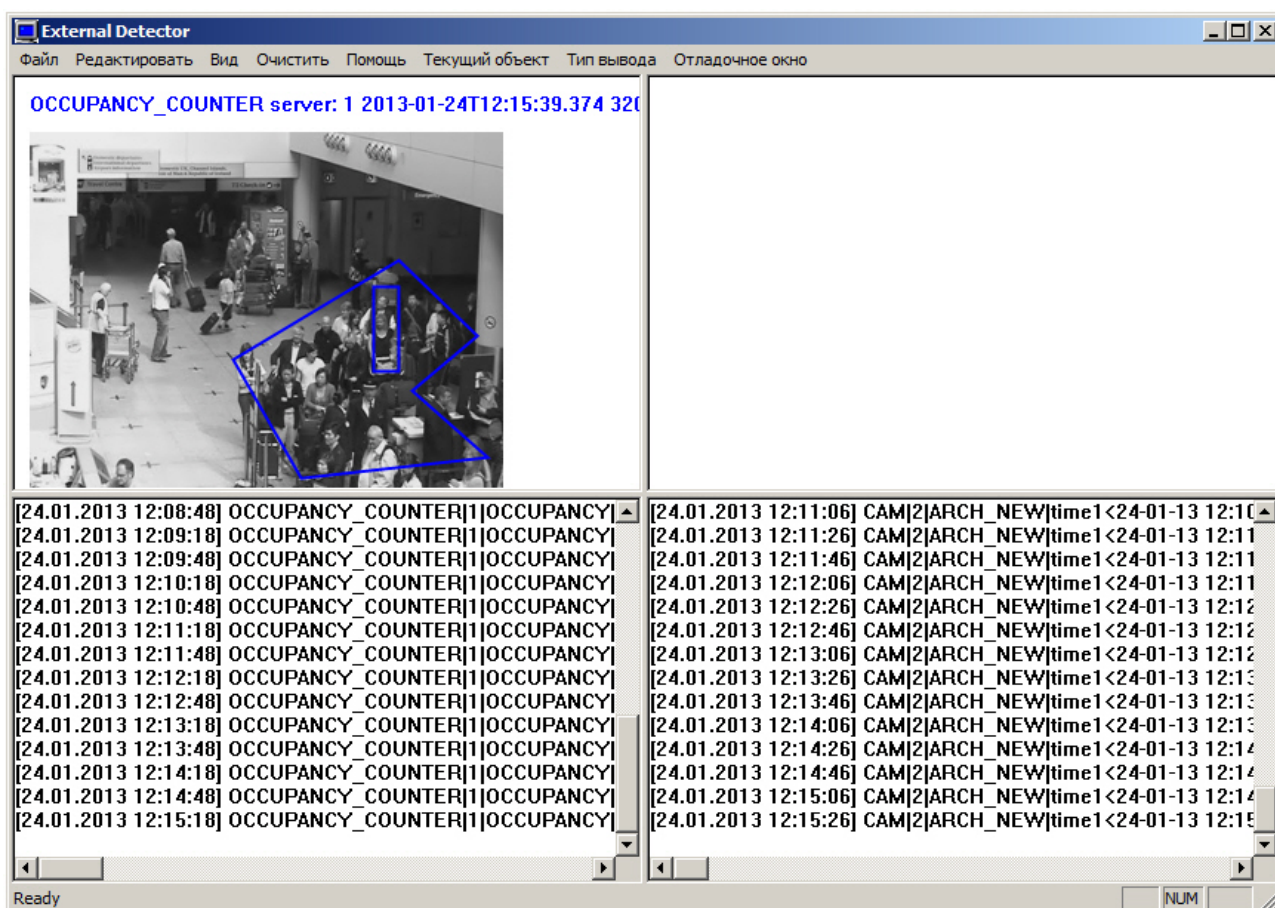 External Detector
Файл Редактировать Вид Очистить Помощь Текущий объект Тип вывода Отладочное окно
OCCUPANCY_COUNTER server: 1 2013-01-24T12:15:39.374 320
[24.01.2013 12:08:48] OCCUPANCY_COUNTER|1|OCCUPANCY|
[24.01.2013 12:09:18] OCCUPANCY_COUNTER|1|OCCUPANCY|
[24.01.2013 12:09:48] OCCUPANCY_COUNTER|1|OCCUPANCY|
[24.01.2013 12:10:18] OCCUPANCY_COUNTER|1|OCCUPANCY|
[24.01.2013 12:10:48] OCCUPANCY_COUNTER|1|OCCUPANCY|
[24.01.2013 12:11:18] OCCUPANCY_COUNTER|1|OCCUPANCY|
[24.01.2013 12:11:48] OCCUPANCY_COUNTER|1|OCCUPANCY|
[24.01.2013 12:12:18] OCCUPANCY_COUNTER|1|OCCUPANCY|
[24.01.2013 12:12:48] OCCUPANCY_COUNTER|1|OCCUPANCY|
[24.01.2013 12:13:18] OCCUPANCY_COUNTER|1|OCCUPANCY|
[24.01.2013 12:13:48] OCCUPANCY_COUNTER|1|OCCUPANCY|
[24.01.2013 12:14:18] OCCUPANCY_COUNTER|1|OCCUPANCY|
[24.01.2013 12:14:48] OCCUPANCY_COUNTER|1|OCCUPANCY|
[24.01.2013 12:15:18] OCCUPANCY_COUNTER|1|OCCUPANCY|
[24.01.2013 12:11:06] CAM|2|ARCH_NEW|time1<24-01-13 12:10
[24.01.2013 12:11:26] CAM|2|ARCH_NEW|time1<24-01-13 12:11
[24.01.2013 12:11:46] CAM|2|ARCH_NEW|time1<24-01-13 12:11
[24.01.2013 12:12:06] CAM|2|ARCH_NEW|time1<24-01-13 12:11
[24.01.2013 12:12:26] CAM|2|ARCH_NEW|time1<24-01-13 12:12
[24.01.2013 12:12:46] CAM|2|ARCH_NEW|time1<24-01-13 12:12
[24.01.2013 12:13:06] CAM|2|ARCH_NEW|time1<24-01-13 12:12
[24.01.2013 12:13:26] CAM|2|ARCH_NEW|time1<24-01-13 12:13
[24.01.2013 12:13:46] CAM|2|ARCH_NEW|time1<24-01-13 12:13
[24.01.2013 12:14:06] CAM|2|ARCH_NEW|time1<24-01-13 12:13
[24.01.2013 12:14:26] CAM|2|ARCH_NEW|time1<24-01-13 12:14
[24.01.2013 12:14:46] CAM|2|ARCH_NEW|time1<24-01-13 12:14
[24.01.2013 12:15:06] CAM|2|ARCH_NEW|time1<24-01-13 12:14
[24.01.2013 12:15:26] CAM|2|ARCH_NEW|time1<24-01-13 12:15
Ready
NUM